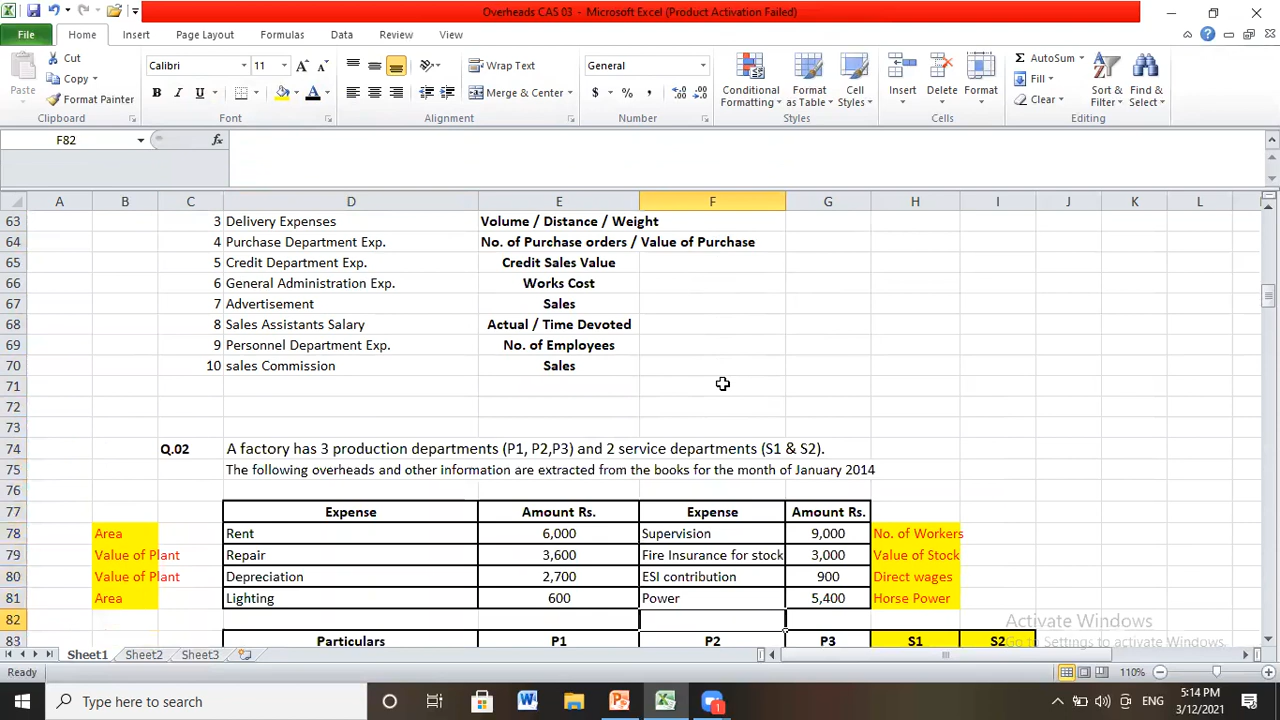 Overheads CAS 03 - Microsoft Excel (Product Activation Failed)
File Home Insert Page Layout Formulas Data Review View
Paste
Cut
Copy
Format Painter
Clipboard
Calibri 11
B I U
Font
Wrap Text
Merge & Center
Alignment
General
$ % ,
Number
Conditional Formatting
Format as Table
Cell Styles
Styles
Insert
Delete
Format
Cells
Σ AutoSum
Fill
Clear
Sort & Filter
Find & Select
Editing
F82 fx
A B C D E F G H I J K L
63 3 Delivery Expenses Volume / Distance / Weight
64 4 Purchase Department Exp. No. of Purchase orders / Value of Purchase
65 5 Credit Department Exp. Credit Sales Value
66 6 General Administration Exp. Works Cost
67 7 Advertisement Sales
68 8 Sales Assistants Salary Actual / Time Devoted
69 9 Personnel Department Exp. No. of Employees
70 10 sales Commission Sales
71
72
73
74 Q.02 A factory has 3 production departments (P1, P2,P3) and 2 service departments (S1 & S2).
75 The following overheads and other information are extracted from the books for the month of January 2014
76
77 Expense Amount Rs. Expense Amount Rs.
78 Area Rent 6,000 Supervision 9,000 No. of Workers
79 Value of Plant Repair 3,600 Fire Insurance for stock 3,000 Value of Stock
80 Value of Plant Depreciation 2,700 ESI contribution 900 Direct wages
81 Area Lighting 600 Power 5,400 Horse Power
82
83 Particulars P1 P2 P3 S1 S2
Activate Windows
Go to Settings to activate Windows.
Sheet1 Sheet2 Sheet3
Ready 110%
Type here to search
ENG
5:14 PM
3/12/2021
1